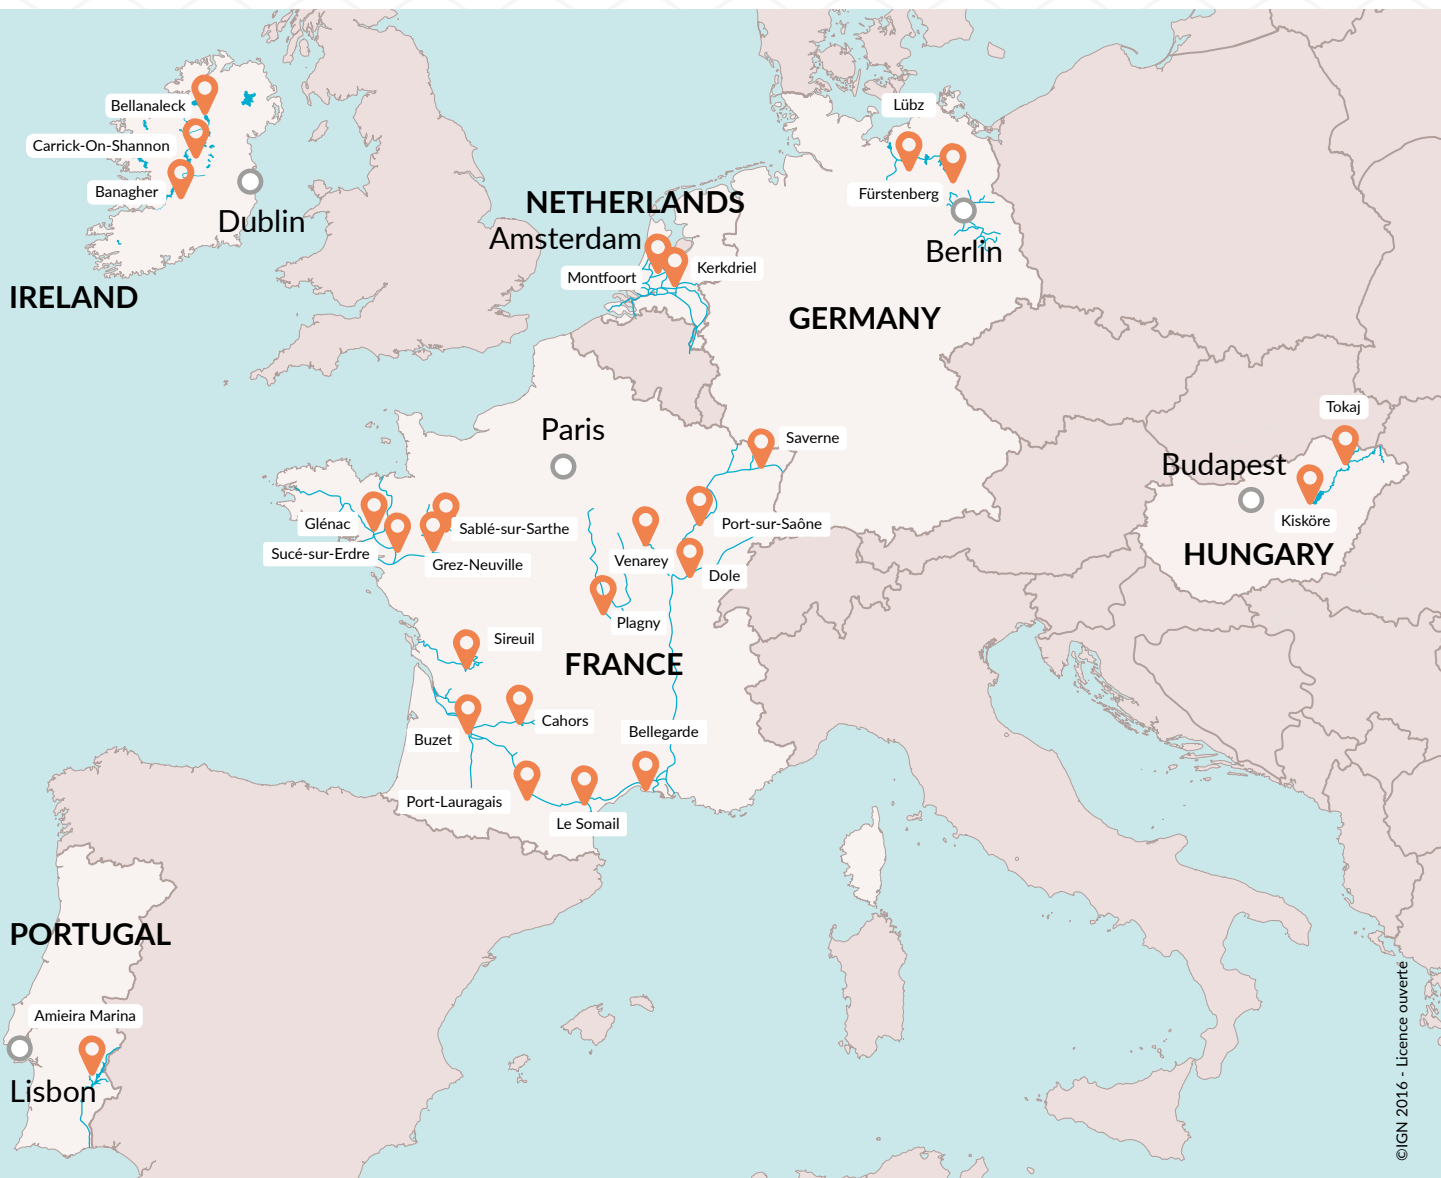 Bellanaleck
Carrick-On-Shannon
Banagher
Dublin
IRELAND
Lübz
Fürstenberg
Berlin
NETHERLANDS
Amsterdam
Montfoort
Kerkdriel
GERMANY
Paris
Saverne
Tokaj
Budapest
Kisköre
HUNGARY
Glénac
Sablé-sur-Sarthe
Sucé-sur-Erdre
Grez-Neuville
Port-sur-Saône
Venarey
Dole
Plagny
Sireuil
FRANCE
Cahors
Buzet
Bellegarde
Port-Lauragais
Le Somail
PORTUGAL
Amieira Marina
Lisbon
©IGN 2016 - Licence ouverte